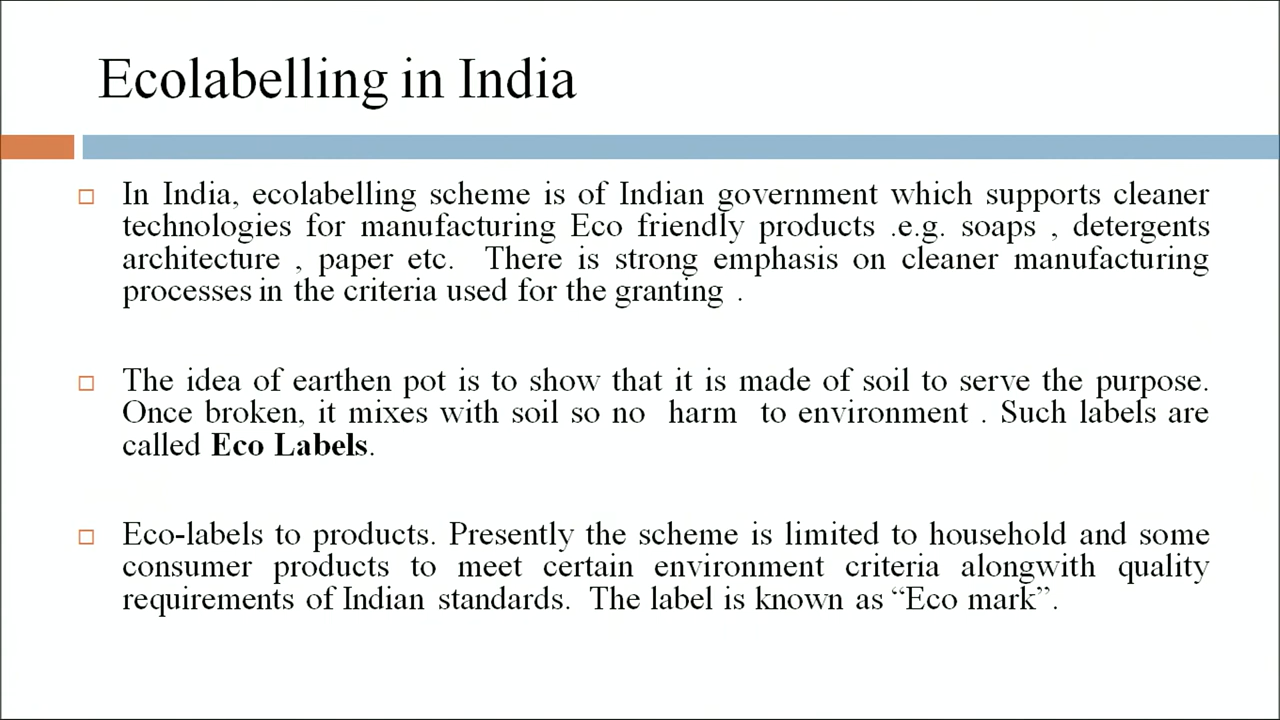 Ecolabelling in India
In India, ecolabelling scheme is of Indian government which supports cleaner
technologies for manufacturing Eco friendly products .e.g. soaps , detergents
architecture , paper etc. There is strong emphasis on cleaner manufacturing
processes in the criteria used for the granting .
The idea of earthen pot is to show that it is made of soil to serve the purpose.
Once broken, it mixes with soil so no harm to environment . Such labels are
called Eco Labels.
Eco-labels to products. Presently the scheme is limited to household and some
consumer products to meet certain environment criteria alongwith quality
requirements of Indian standards. The label is known as “Eco mark”.